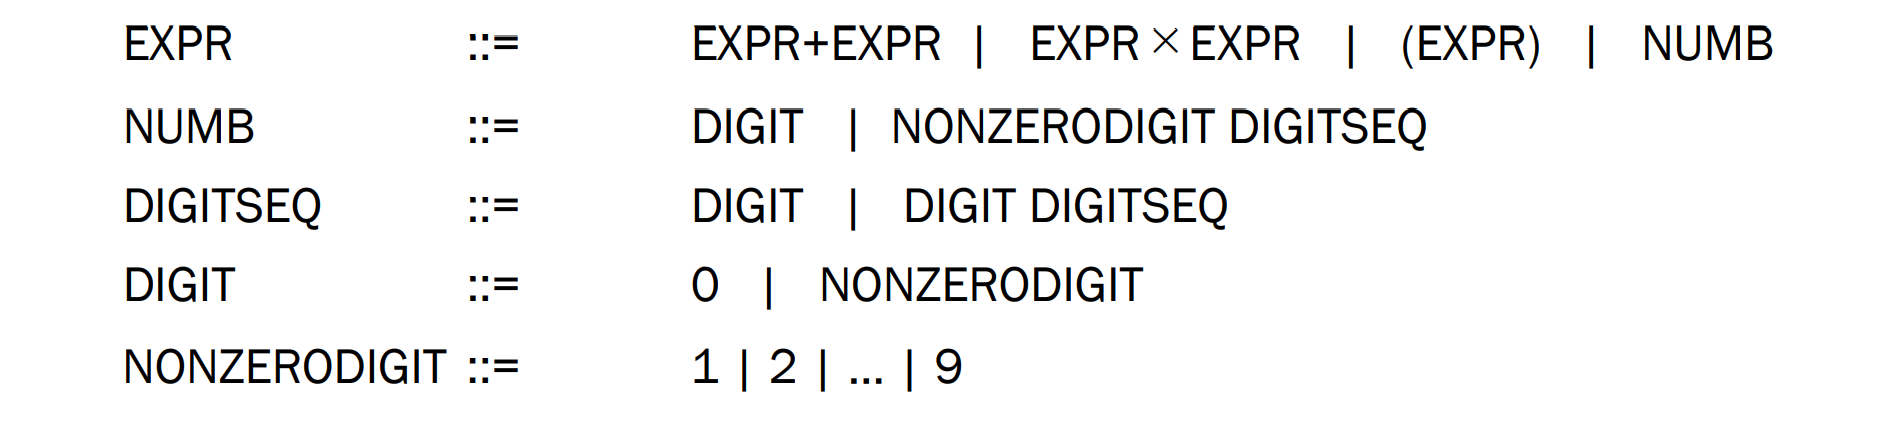 EXPR ::= EXPR+EXPR | EXPR×EXPR | (EXPR) | NUMB
NUMB ::= DIGIT | NONZERODIGIT DIGITSEQ
DIGITSEQ ::= DIGIT | DIGIT DIGITSEQ
DIGIT ::= 0 | NONZERODIGIT
NONZERODIGIT ::= 1 | 2 | ... | 9